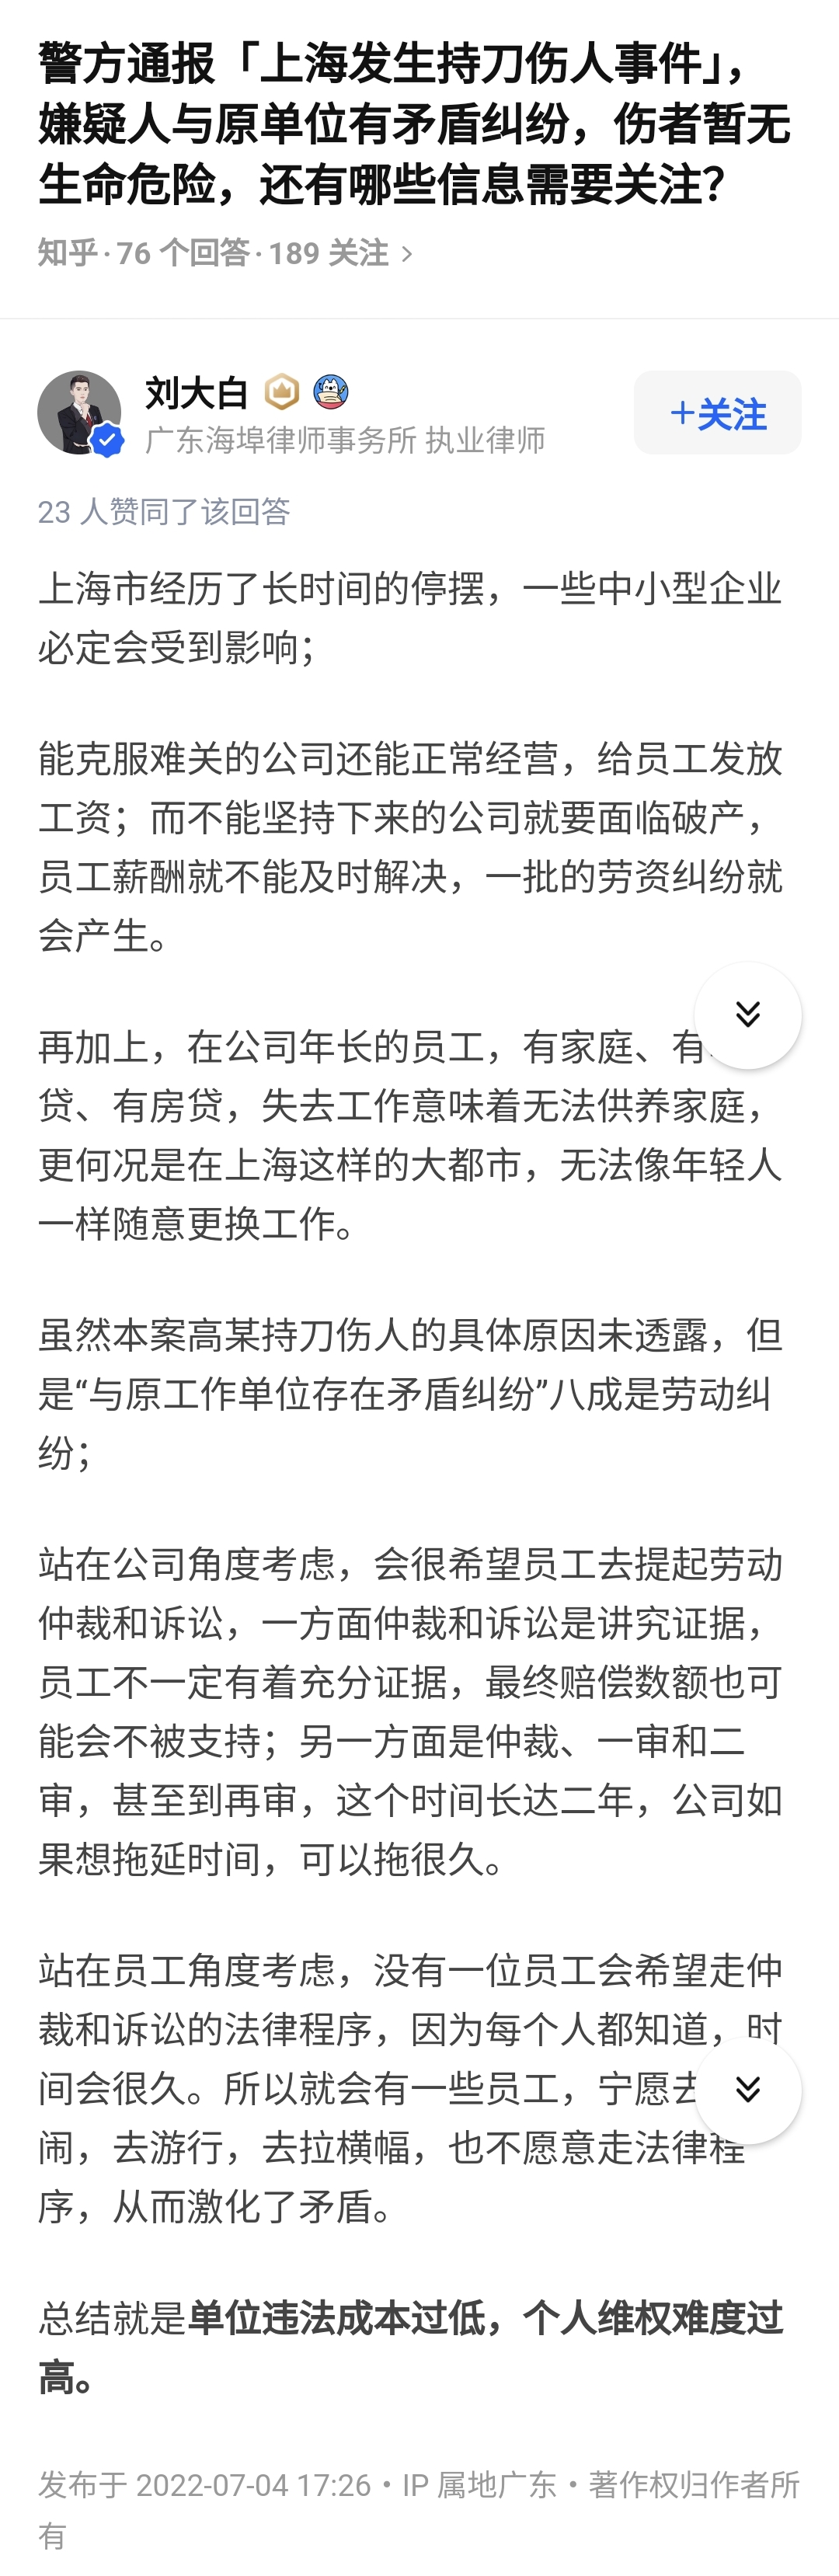 警方通报「上海发生持刀伤人事件」，
嫌疑人与原单位有矛盾纠纷，伤者暂无
生命危险，还有哪些信息需要关注？
知乎·76 个回答·189 关注 >
刘大白
+关注
广东海埠律师事务所 执业律师
23 人赞同了该回答
上海市经历了长时间的停摆，一些中小型企业
必定会受到影响；
能克服难关的公司还能正常经营，给员工发放
工资；而不能坚持下来的公司就要面临破产，
员工薪酬就不能及时解决，一批的劳资纠纷就
会产生。
再加上，在公司年长的员工，有家庭、有
贷、有房贷，失去工作意味着无法供养家庭，
更何况是在上海这样的大都市，无法像年轻人
一样随意更换工作。
虽然本案高某持刀伤人的具体原因未透露，但
是“与原工作单位存在矛盾纠纷”八成是劳动纠
纷；
站在公司角度考虑，会很希望员工去提起劳动
仲裁和诉讼，一方面仲裁和诉讼是讲究证据，
员工不一定有着充分证据，最终赔偿数额也可
能会不被支持；另一方面是仲裁、一审和二
审，甚至到再审，这个时间长达二年，公司如
果想拖延时间，可以拖很久。
站在员工角度考虑，没有一位员工会希望走仲
裁和诉讼的法律程序，因为每个人都知道，时
间会很久。所以就会有一些员工，宁愿去
闹，去游行，去拉横幅，也不愿意走法律程
序，从而激化了矛盾。
总结就是单位违法成本过低，个人维权难度过
高。
发布于 2022-07-04 17:26・IP 属地广东・著作权归作者所
有